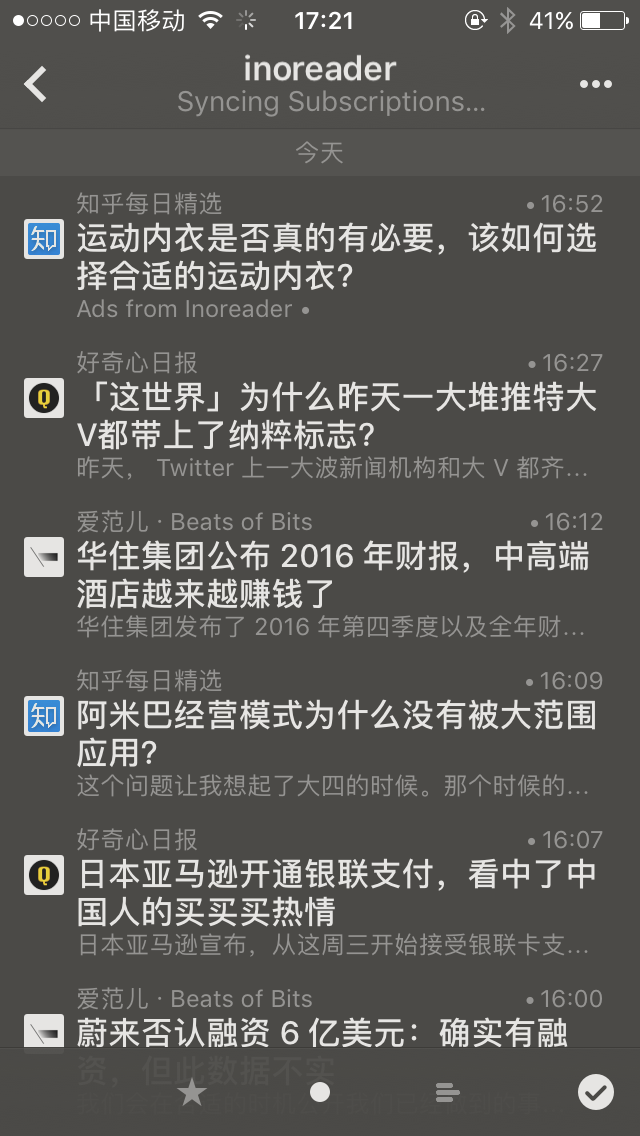 中国移动 17:21 41%
inoreader
Syncing Subscriptions...
今天
知乎每日精选 • 16:52
知 运动内衣是否真的有必要，该如何选
择合适的运动内衣?
Ads from Inoreader •
好奇心日报 • 16:27
Q 「这世界」为什么昨天一大堆推特大
V都带上了纳粹标志?
昨天， Twitter 上一大波新闻机构和大 V 都齐...
爱范儿 · Beats of Bits • 16:12
华住集团公布 2016 年财报，中高端
酒店越来越赚钱了
华住集团发布了 2016 年第四季度以及全年财...
知乎每日精选 • 16:09
知 阿米巴经营模式为什么没有被大范围
应用?
这个问题让我想起了大四的时候。那个时候的...
好奇心日报 • 16:07
Q 日本亚马逊开通银联支付，看中了中
国人的买买买热情
日本亚马逊宣布，从这周三开始接受银联卡支...
爱范儿 · Beats of Bits • 16:00
蔚来否认融资 6 亿美元：确实有融
资，但此数据不实